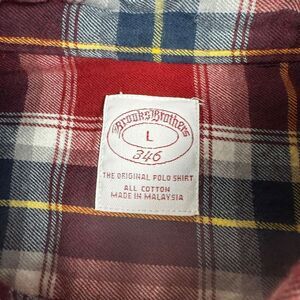 Brooks Brothers
L
346
THE ORIGINAL POLO SHIRT
ALL COTTON
MADE IN MALAYSIA